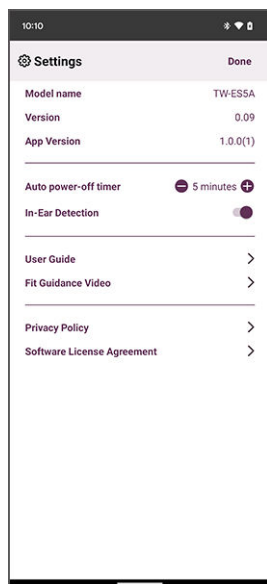 10:10
Settings Done
Model name TW-ES5A
Version 0.09
App Version 1.0.0(1)
Auto power-off timer 5 minutes
In-Ear Detection
User Guide
Fit Guidance Video
Privacy Policy
Software License Agreement